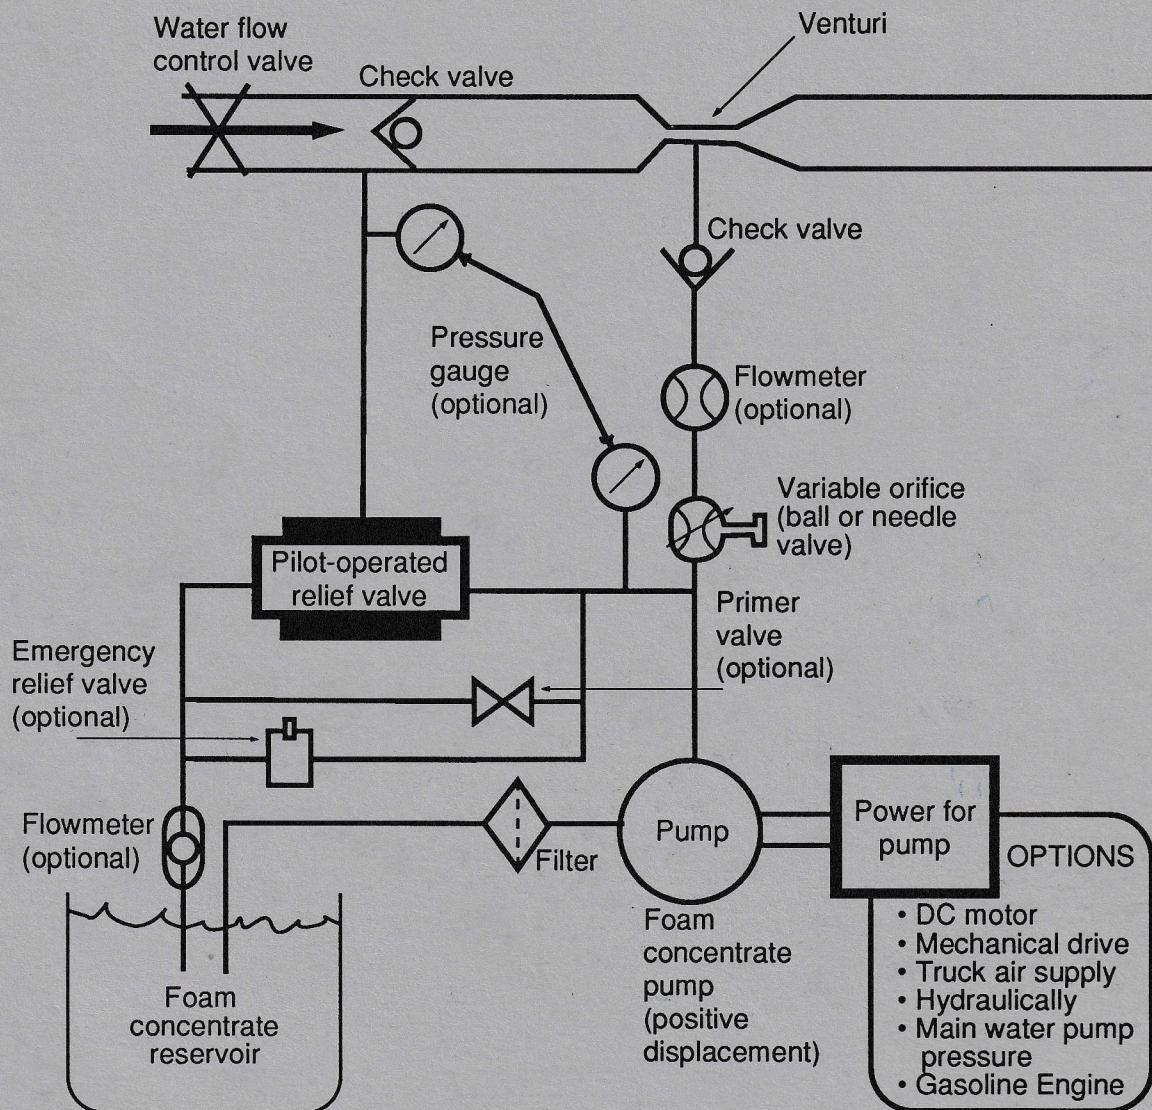 Water flow
control valve
Check valve
Venturi
Check valve
Pressure
gauge
(optional)
Flowmeter
(optional)
Variable orifice
(ball or needle
valve)
Pilot-operated
relief valve
Primer
valve
(optional)
Emergency
relief valve
(optional)
Flowmeter
(optional)
Filter
Pump
Power for
pump
OPTIONS
• DC motor
• Mechanical drive
• Truck air supply
• Hydraulically
• Main water pump
pressure
• Gasoline Engine
Foam
concentrate
pump
(positive
displacement)
Foam
concentrate
reservoir